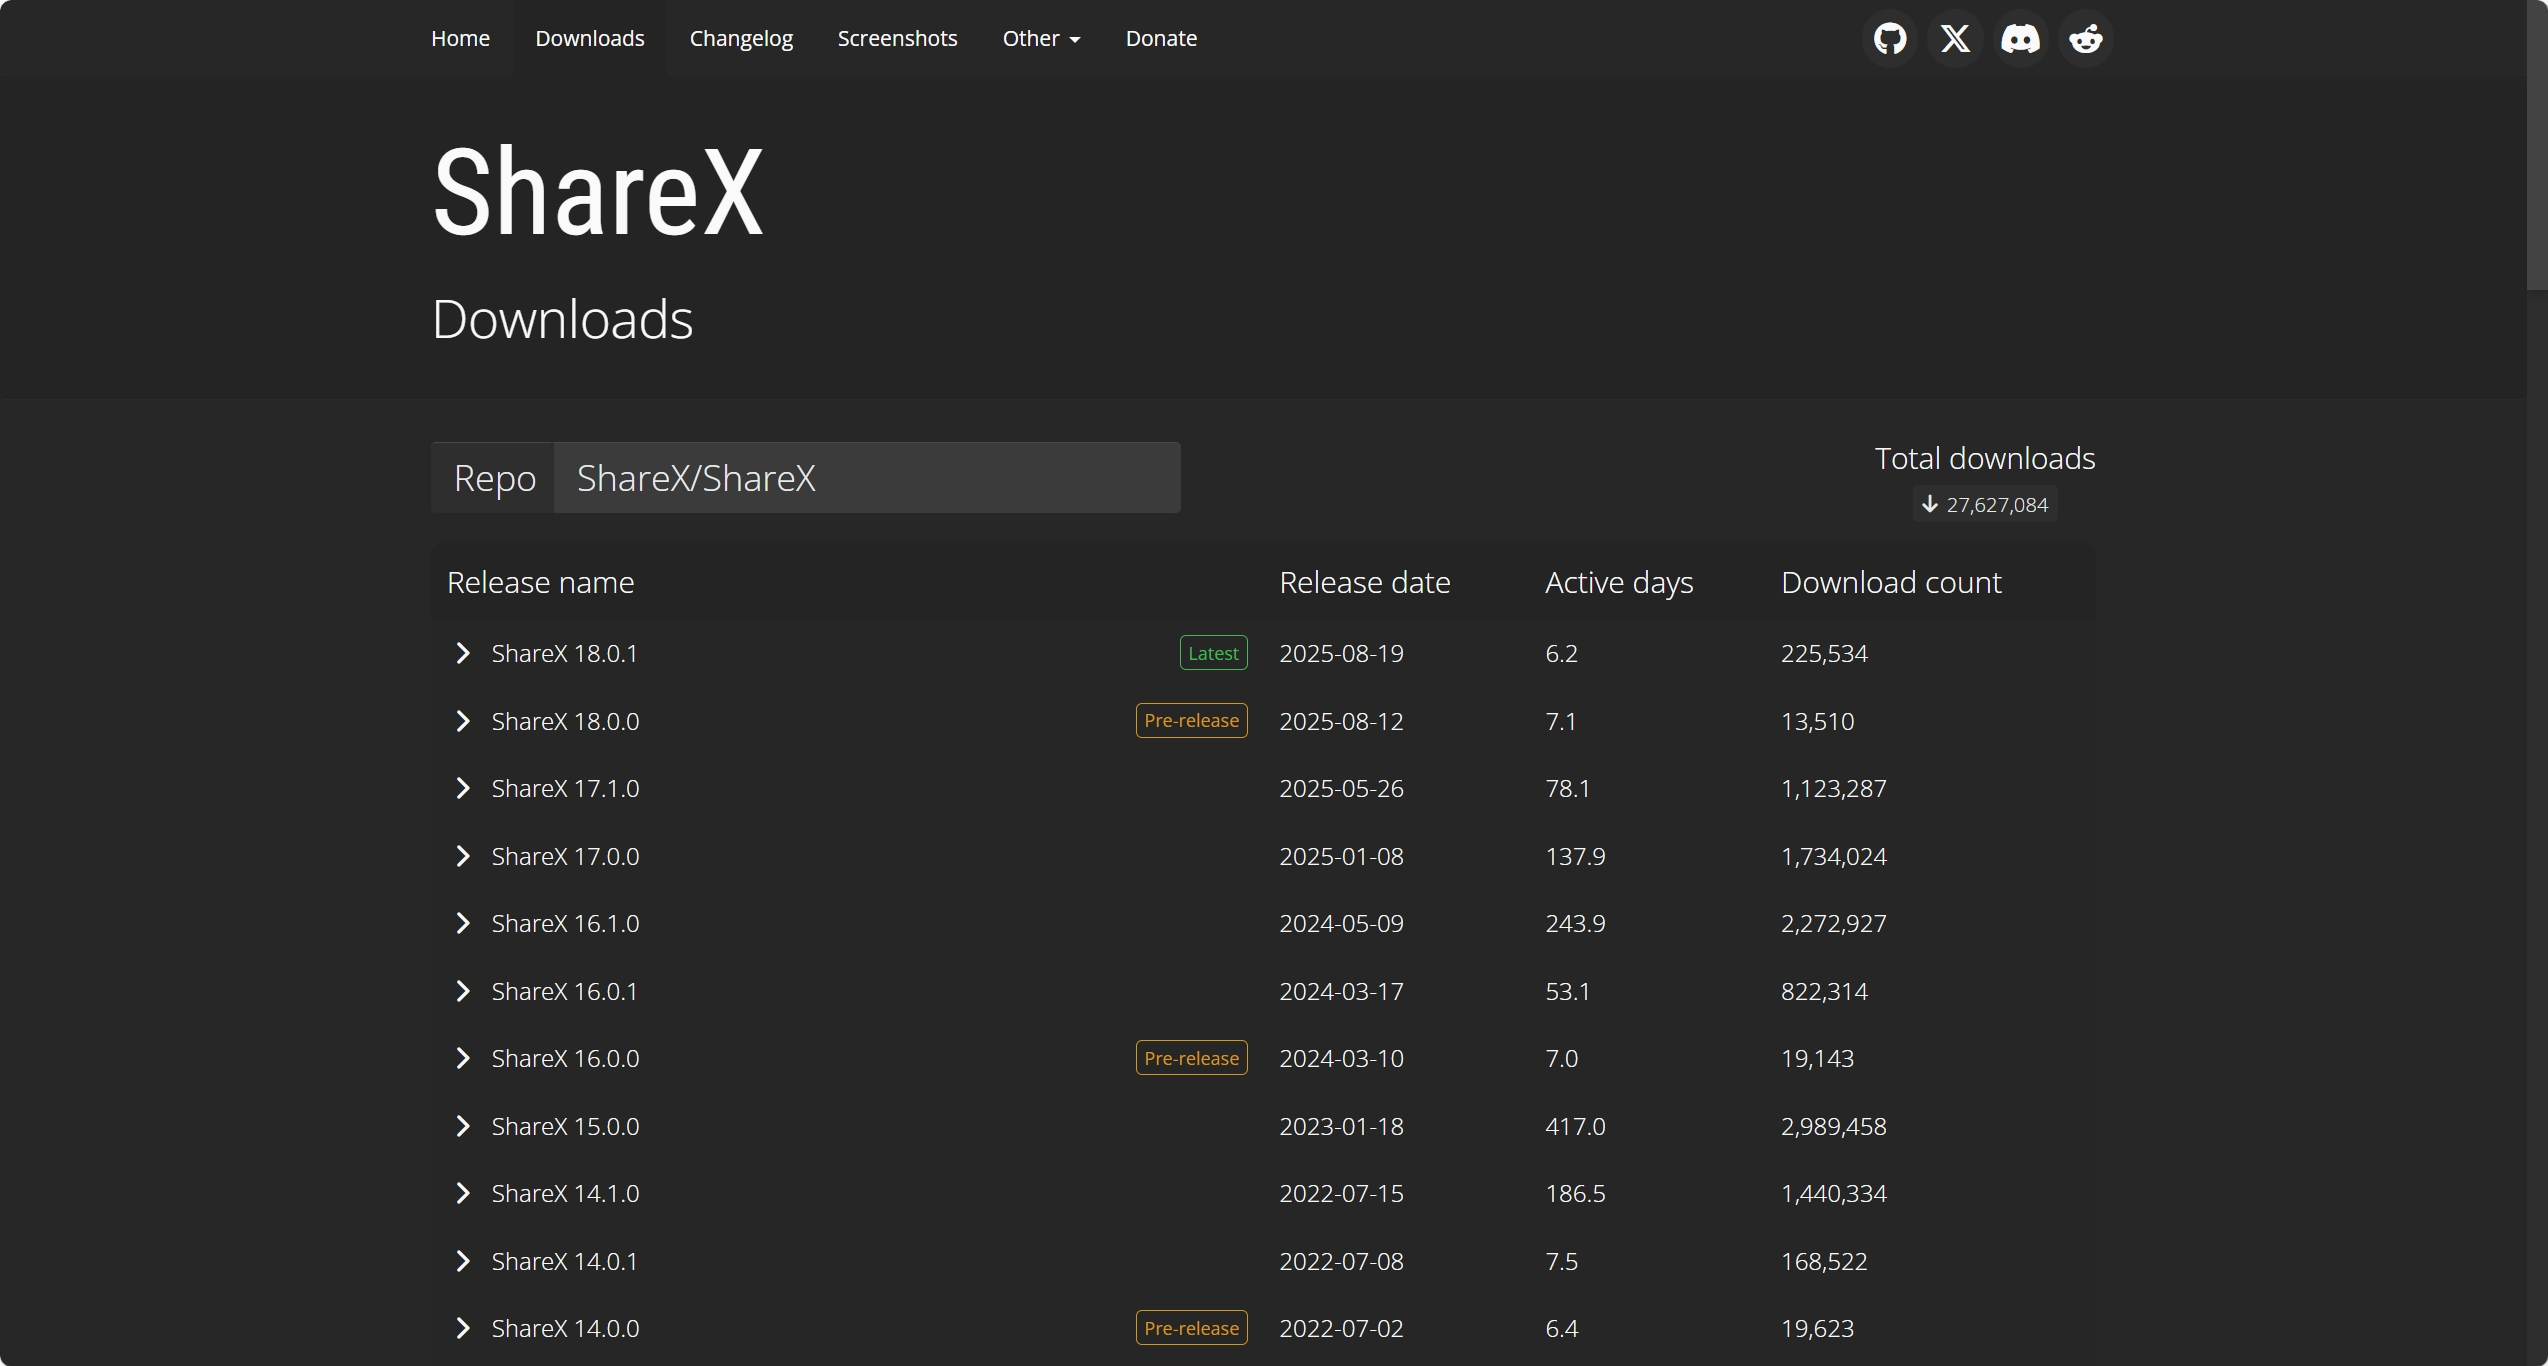 Home Downloads Changelog Screenshots Other Donate
ShareX
Downloads
Repo ShareX/ShareX
Total downloads
27,627,084
Release name Release date Active days Download count
ShareX 18.0.1 Latest 2025-08-19 6.2 225,534
ShareX 18.0.0 Pre-release 2025-08-12 7.1 13,510
ShareX 17.1.0 2025-05-26 78.1 1,123,287
ShareX 17.0.0 2025-01-08 137.9 1,734,024
ShareX 16.1.0 2024-05-09 243.9 2,272,927
ShareX 16.0.1 2024-03-17 53.1 822,314
ShareX 16.0.0 Pre-release 2024-03-10 7.0 19,143
ShareX 15.0.0 2023-01-18 417.0 2,989,458
ShareX 14.1.0 2022-07-15 186.5 1,440,334
ShareX 14.0.1 2022-07-08 7.5 168,522
ShareX 14.0.0 Pre-release 2022-07-02 6.4 19,623